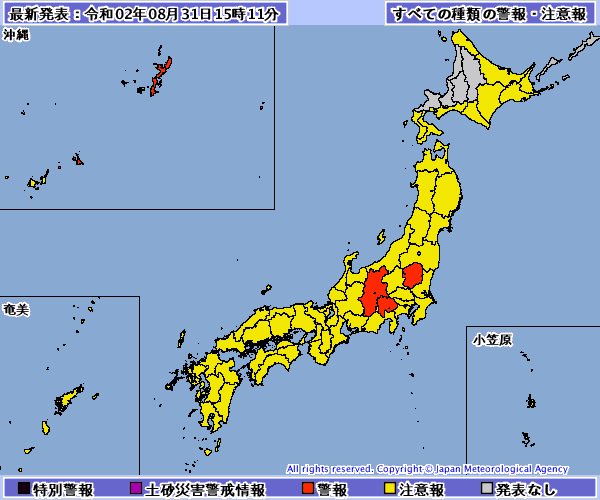 最新発表：令和02年08月31日15時11分
すべての種類の警報・注意報
沖縄
奄美
小笠原
All rights reserved. Copyright © Japan Meteorological Agency
特別警報 土砂災害警戒情報 警報 注意報 発表なし